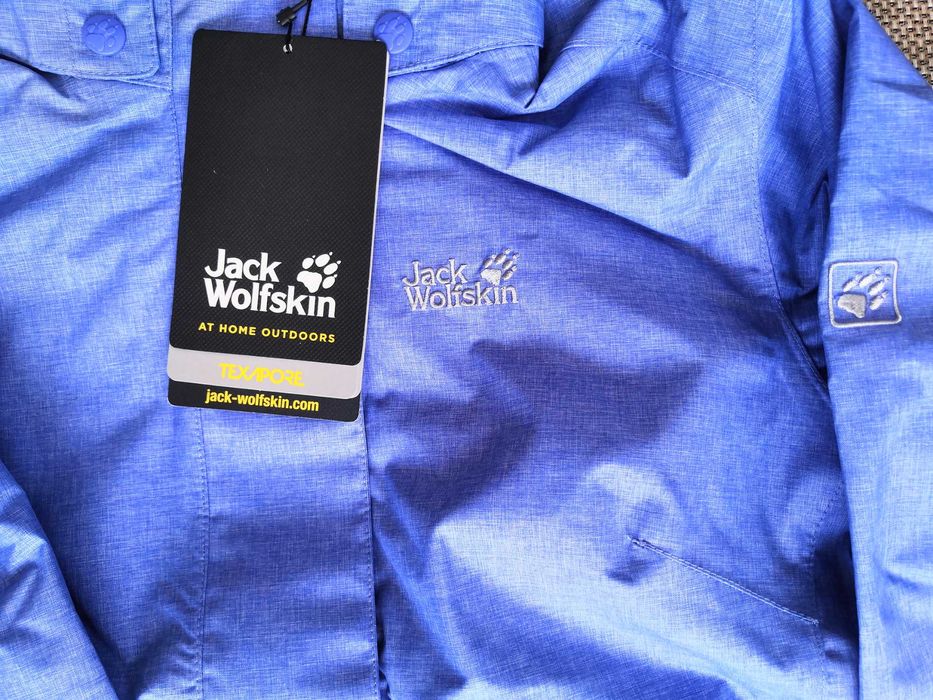 Jack
Wolfskin
AT HOME OUTDOORS
TEXAPORE
jack-wolfskin.com
Jack
Wolfskin